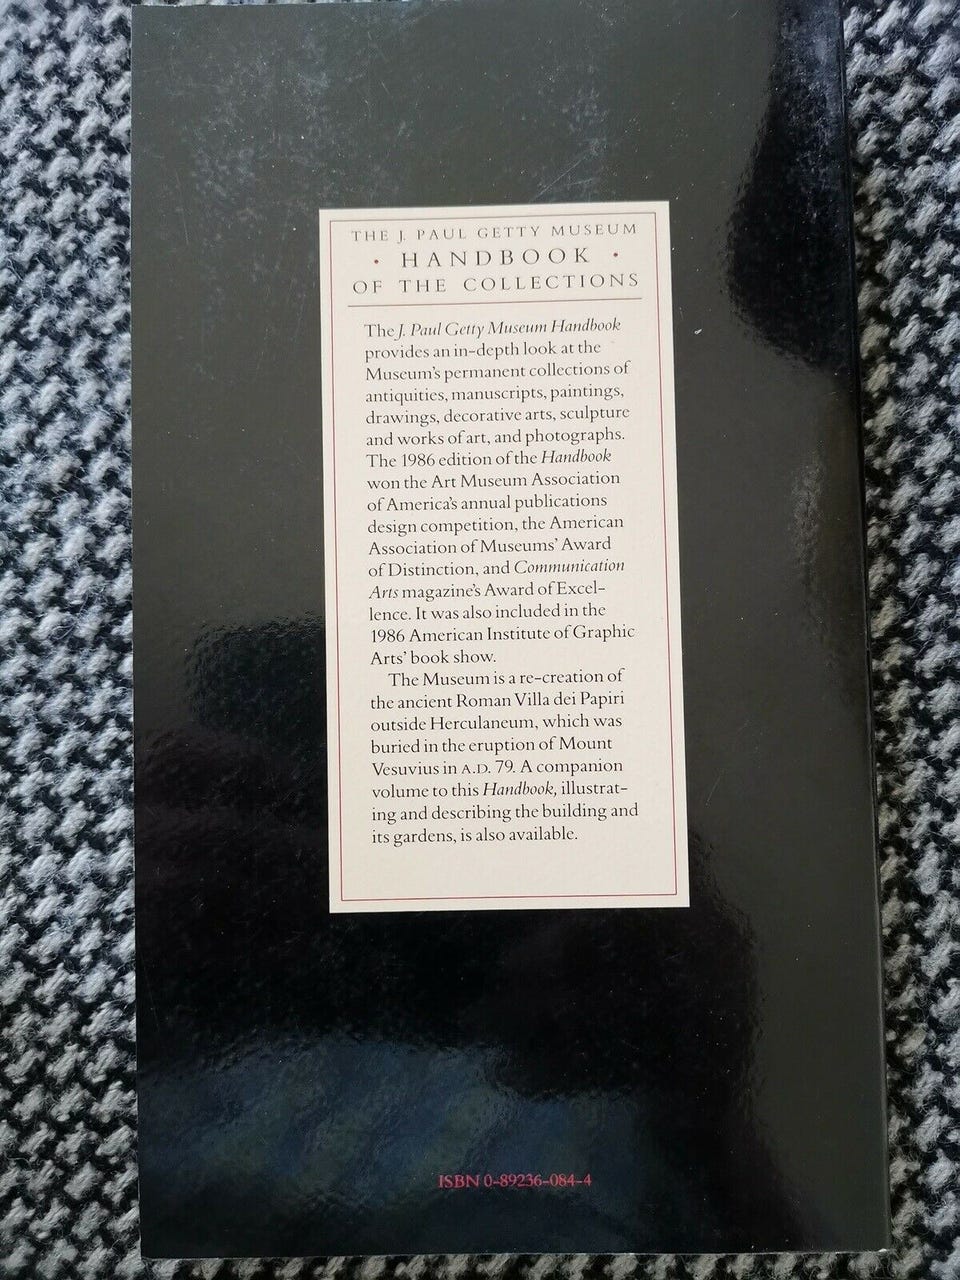 THE J. PAUL GETTY MUSEUM
· HANDBOOK ·
OF THE COLLECTIONS
The J. Paul Getty Museum Handbook
provides an in-depth look at the
Museum's permanent collections of
antiquities, manuscripts, paintings,
drawings, decorative arts, sculpture
and works of art, and photographs.
The 1986 edition of the Handbook
won the Art Museum Association
of America's annual publications
design competition, the American
Association of Museums' Award
of Distinction, and Communication
Arts magazine's Award of Excel-
lence. It was also included in the
1986 American Institute of Graphic
Arts' book show.
The Museum is a re-creation of
the ancient Roman Villa dei Papiri
outside Herculaneum, which was
buried in the eruption of Mount
Vesuvius in A.D. 79. A companion
volume to this Handbook, illustrat-
ing and describing the building and
its gardens, is also available.
ISBN 0-89236-084-4